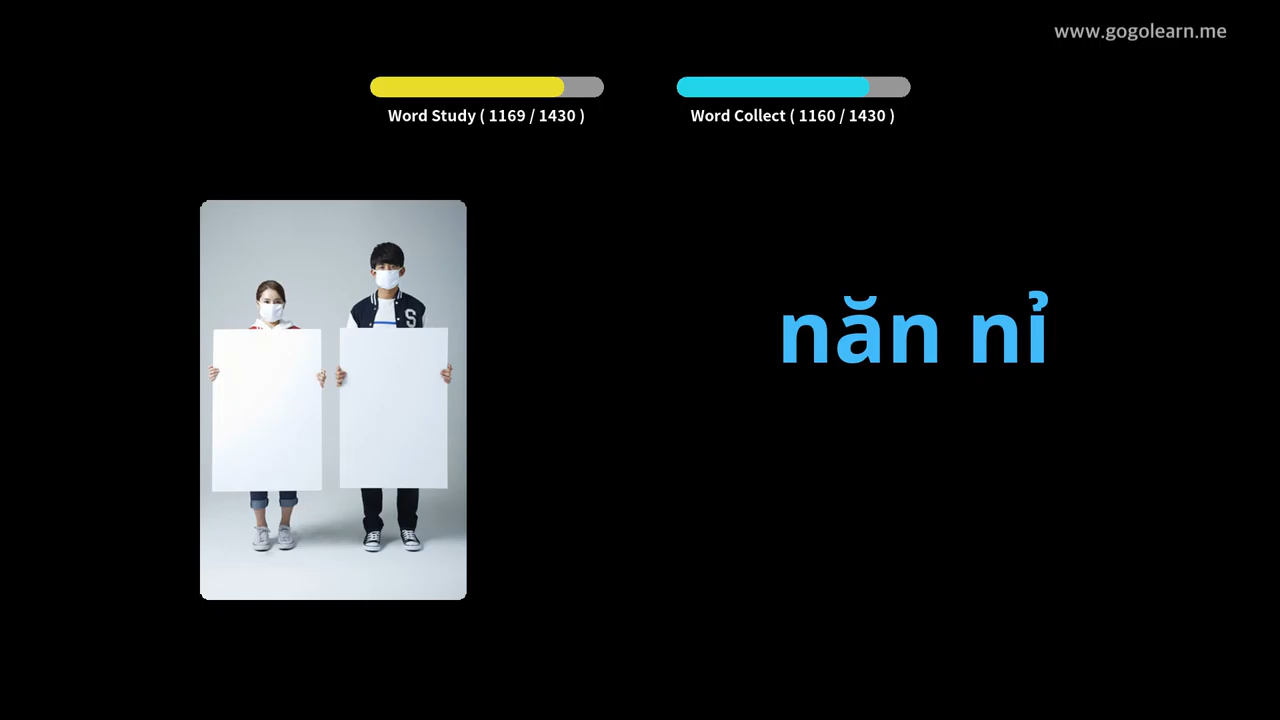 www.gogolearn.me
Word Study ( 1169 / 1430 )
Word Collect ( 1160 / 1430 )
S
năn nỉ